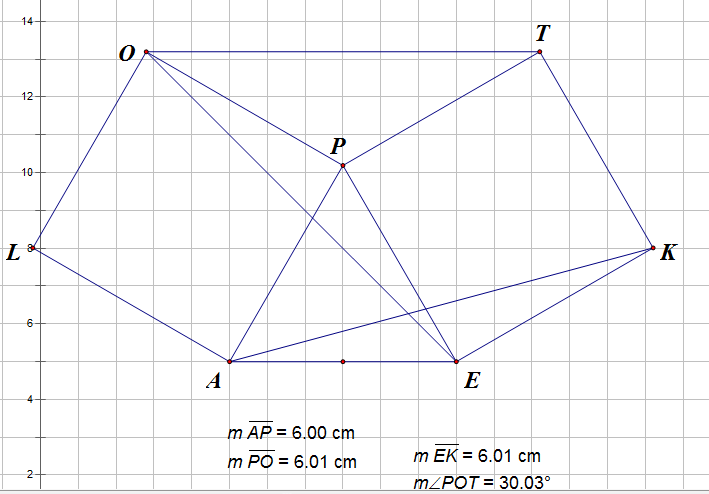 14
O
T
12
P
10
L
8
K
6
A
E
4
m AP = 6.00 cm
m PO = 6.01 cm
m EK = 6.01 cm
2
m∠POT = 30.03°